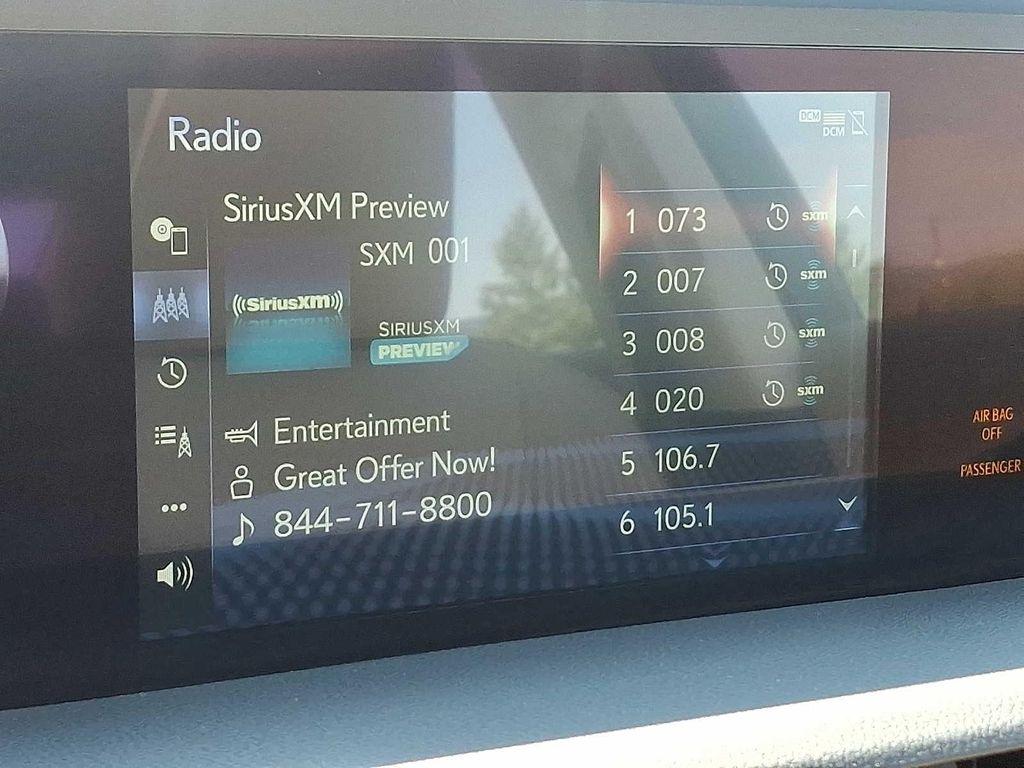 Radio
DCM
DCM
SiriusXM Preview
SXM 001
((SiriusXM))
SIRIUSXM
PREVIEW
Entertainment
Great Offer Now!
844-711-8800
1 073 sxm
2 007 sxm
3 008 sxm
4 020 sxm
5 106.7
6 105.1
AIR BAG
OFF
PASSENGER